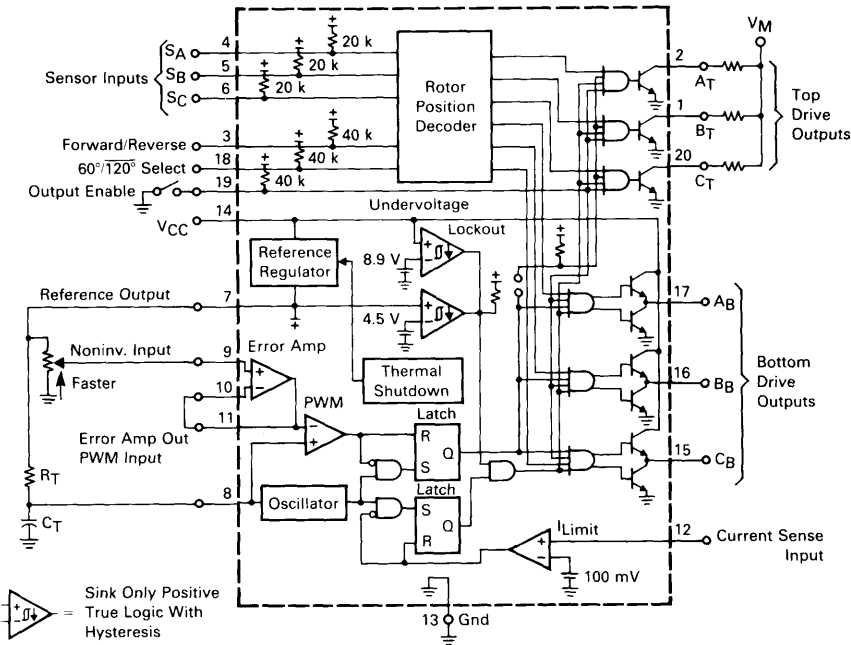 4
SA
20 k
5
Sensor Inputs
SB
20 k
6
SC
20 k
Rotor
Position
Decoder
2
AT
1
BT
20
CT
VM
Top
Drive
Outputs
3
Forward/Reverse
40 k
18
60°/120° Select
40 k
19
Output Enable
40 k
14
VCC
Undervoltage
Lockout
Reference
Regulator
8.9 V
7
Reference Output
4.5 V
17
AB
Error Amp
9
Noninv. Input
Faster
10
Thermal
Shutdown
16
BB
Bottom
Drive
Outputs
11
Error Amp Out
PWM Input
PWM
Latch
R
Q
S
15
CB
RT
8
Oscillator
Latch
S
Q
R
CT
ILimit
12
Current Sense
Input
100 mV
13
Gnd
= Sink Only Positive
True Logic With
Hysteresis